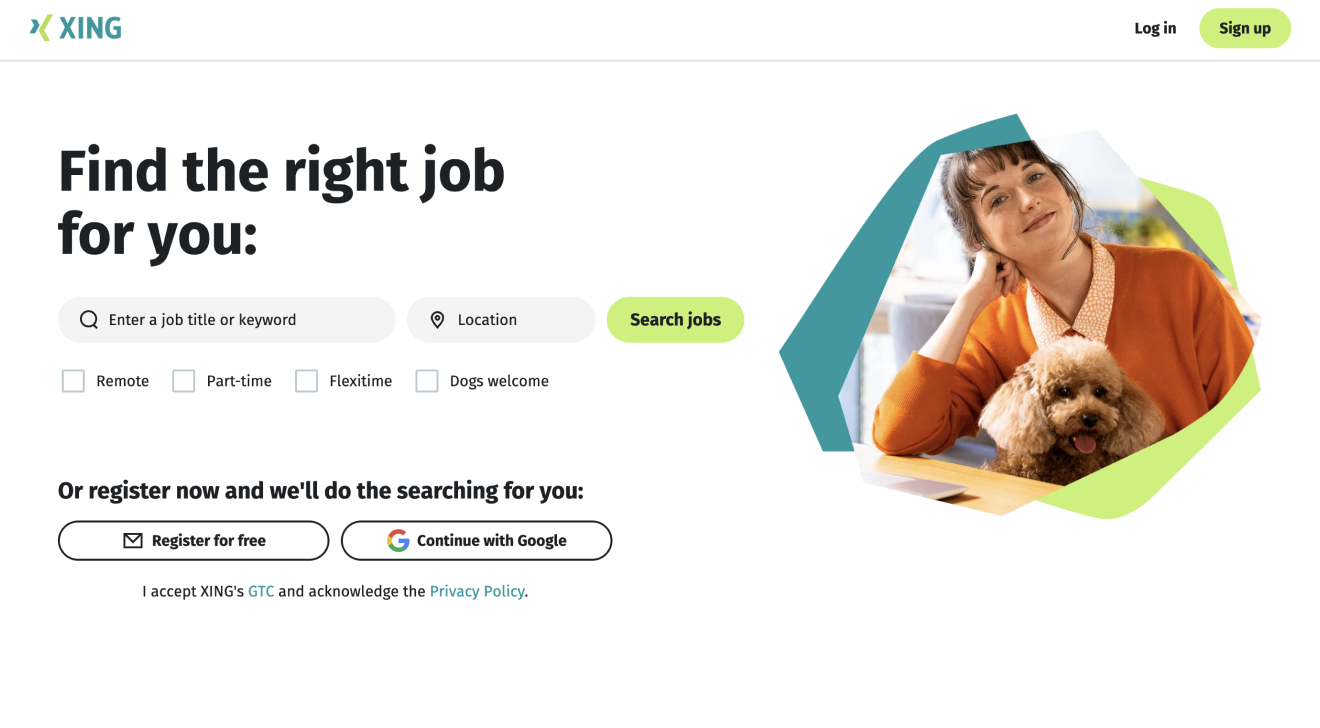 XING
Log in
Sign up
Find the right job
for you:
Enter a job title or keyword
Location
Search jobs
Remote
Part-time
Flexitime
Dogs welcome
Or register now and we'll do the searching for you:
Register for free
Continue with Google
I accept XING's GTC and acknowledge the Privacy Policy.